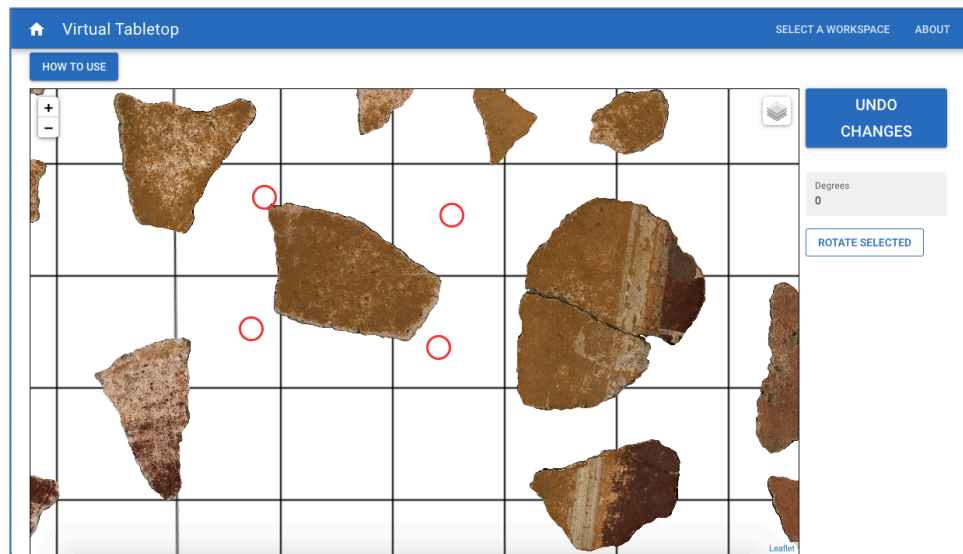 Virtual Tabletop
SELECT A WORKSPACE
ABOUT
HOW TO USE
+
−
UNDO
CHANGES
Degrees
0
ROTATE SELECTED
Leaflet